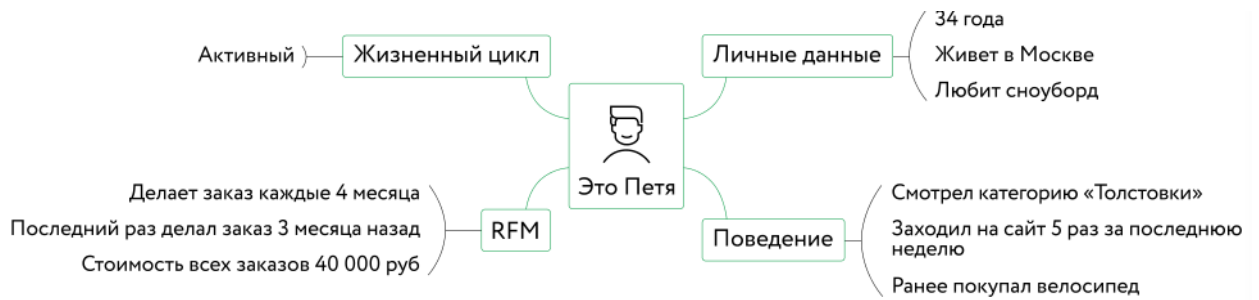 Активный
Жизненный цикл
Личные данные
34 года
Живет в Москве
Любит сноуборд
Это Петя
Делает заказ каждые 4 месяца
Последний раз делал заказ 3 месяца назад
Стоимость всех заказов 40 000 руб
RFM
Поведение
Смотрел категорию «Толстовки»
Заходил на сайт 5 раз за последнюю
неделю
Ранее покупал велосипед